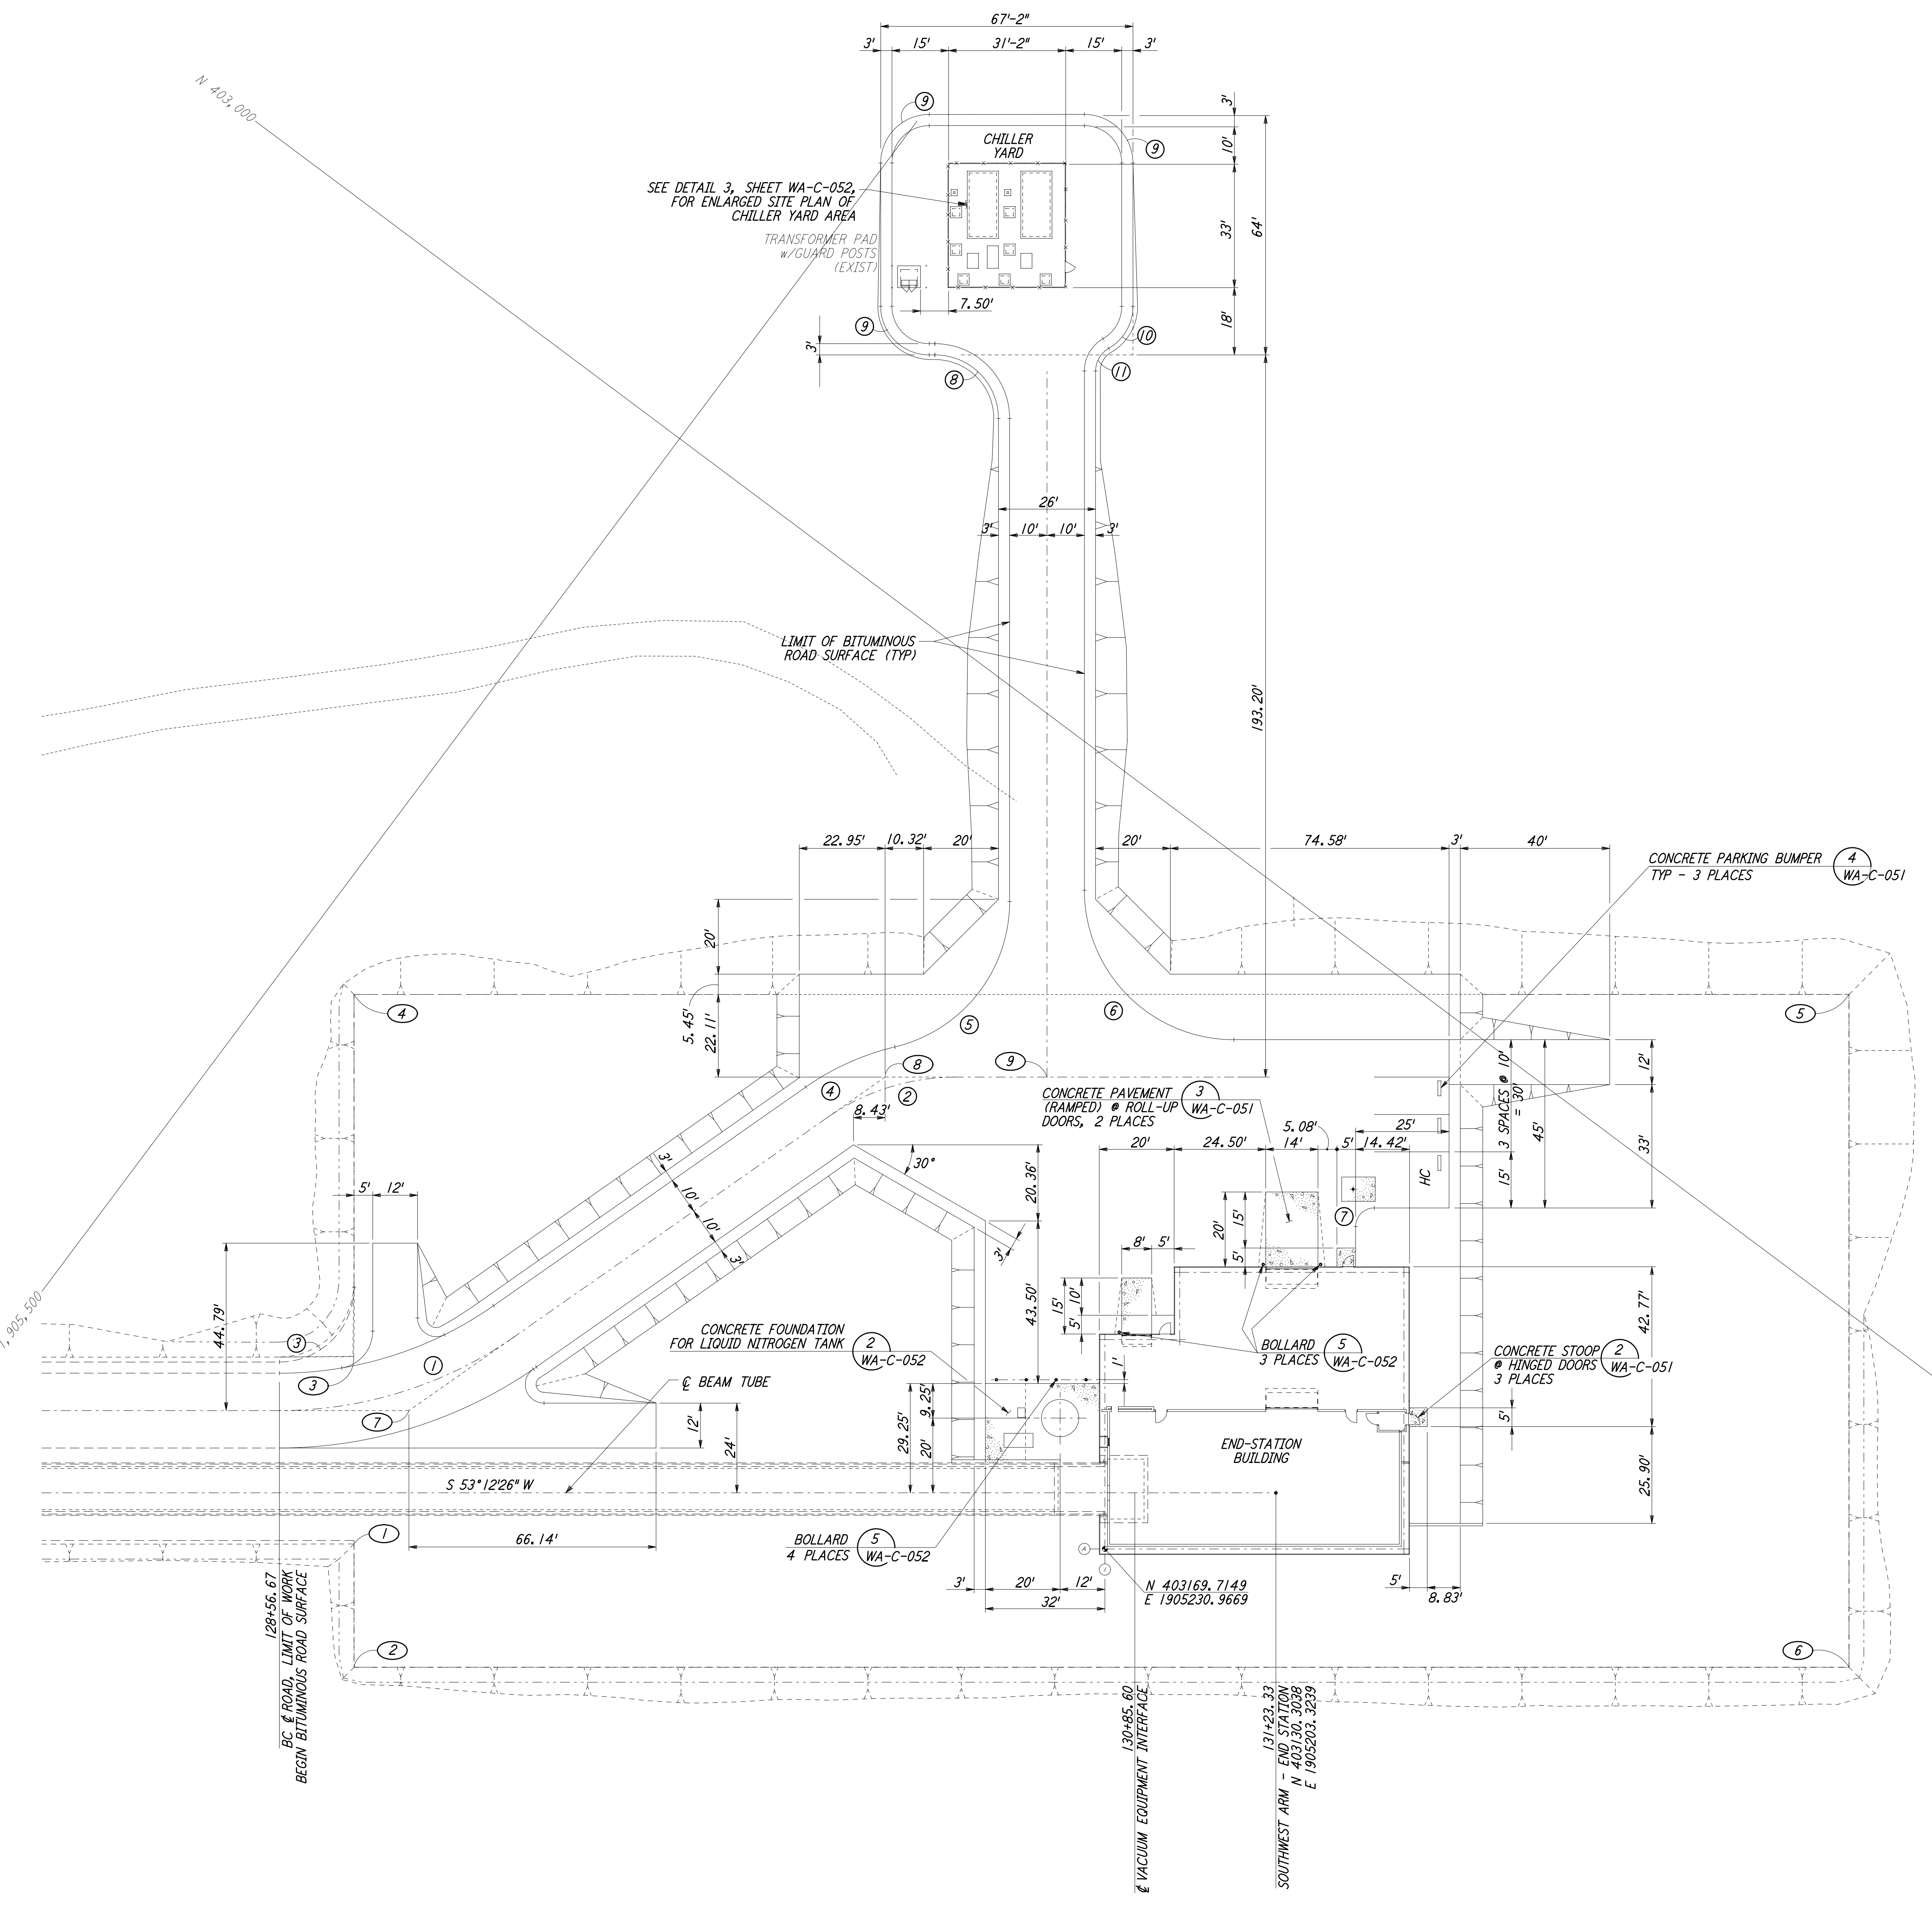 67'-2"
3'
15'
31'-2"
15'
3'
N 403,000
9
CHILLER
YARD
9
3'
10'
33'
64'
18'
SEE DETAIL 3, SHEET WA-C-052,
FOR ENLARGED SITE PLAN OF
CHILLER YARD AREA
TRANSFORMER PAD
w/GUARD POSTS
(EXIST)
7.50'
9
3'
10
11
8
26'
3'
10'
10'
3'
LIMIT OF BITUMINOUS
ROAD SURFACE (TYP)
193.20'
22.95'
10.32'
20'
20'
74.58'
3'
40'
CONCRETE PARKING BUMPER
TYP - 3 PLACES
4
WA-C-051
20'
5.45'
22.11'
4
5
6
5
9
8
4
2
8.43'
30°
CONCRETE PAVEMENT
(RAMPED) @ ROLL-UP
DOORS, 2 PLACES
3
WA-C-051
3 SPACES @ 10'
= 30'
45'
12'
33'
15'
HC
25'
5.08'
20'
24.50'
14'
5'
14.42'
3'
10'
10'
3'
20.36'
3'
43.50'
20'
15'
5'
7
8'
5'
15'
10'
5'
5'
12'
44.79'
3
3
1
7
1,905,500
CONCRETE FOUNDATION
FOR LIQUID NITROGEN TANK
2
WA-C-052
℄ BEAM TUBE
1'
BOLLARD
3 PLACES
5
WA-C-052
CONCRETE STOOP
@ HINGED DOORS
3 PLACES
2
WA-C-051
42.77'
5'
25.90'
12'
24'
29.25'
9.25'
20'
END-STATION
BUILDING
S 53°12'26" W
1
66.14'
BOLLARD
4 PLACES
5
WA-C-052
A
1
3'
20'
12'
32'
N 403169.7149
E 1905230.9669
5'
8.83'
2
6
128+56.67
BC ℄ ROAD, LIMIT OF WORK
BEGIN BITUMINOUS ROAD SURFACE
130+85.60
℄ VACUUM EQUIPMENT INTERFACE
131+23.33
SOUTHWEST ARM - END STATION
N 403130.3038
E 1905203.3239